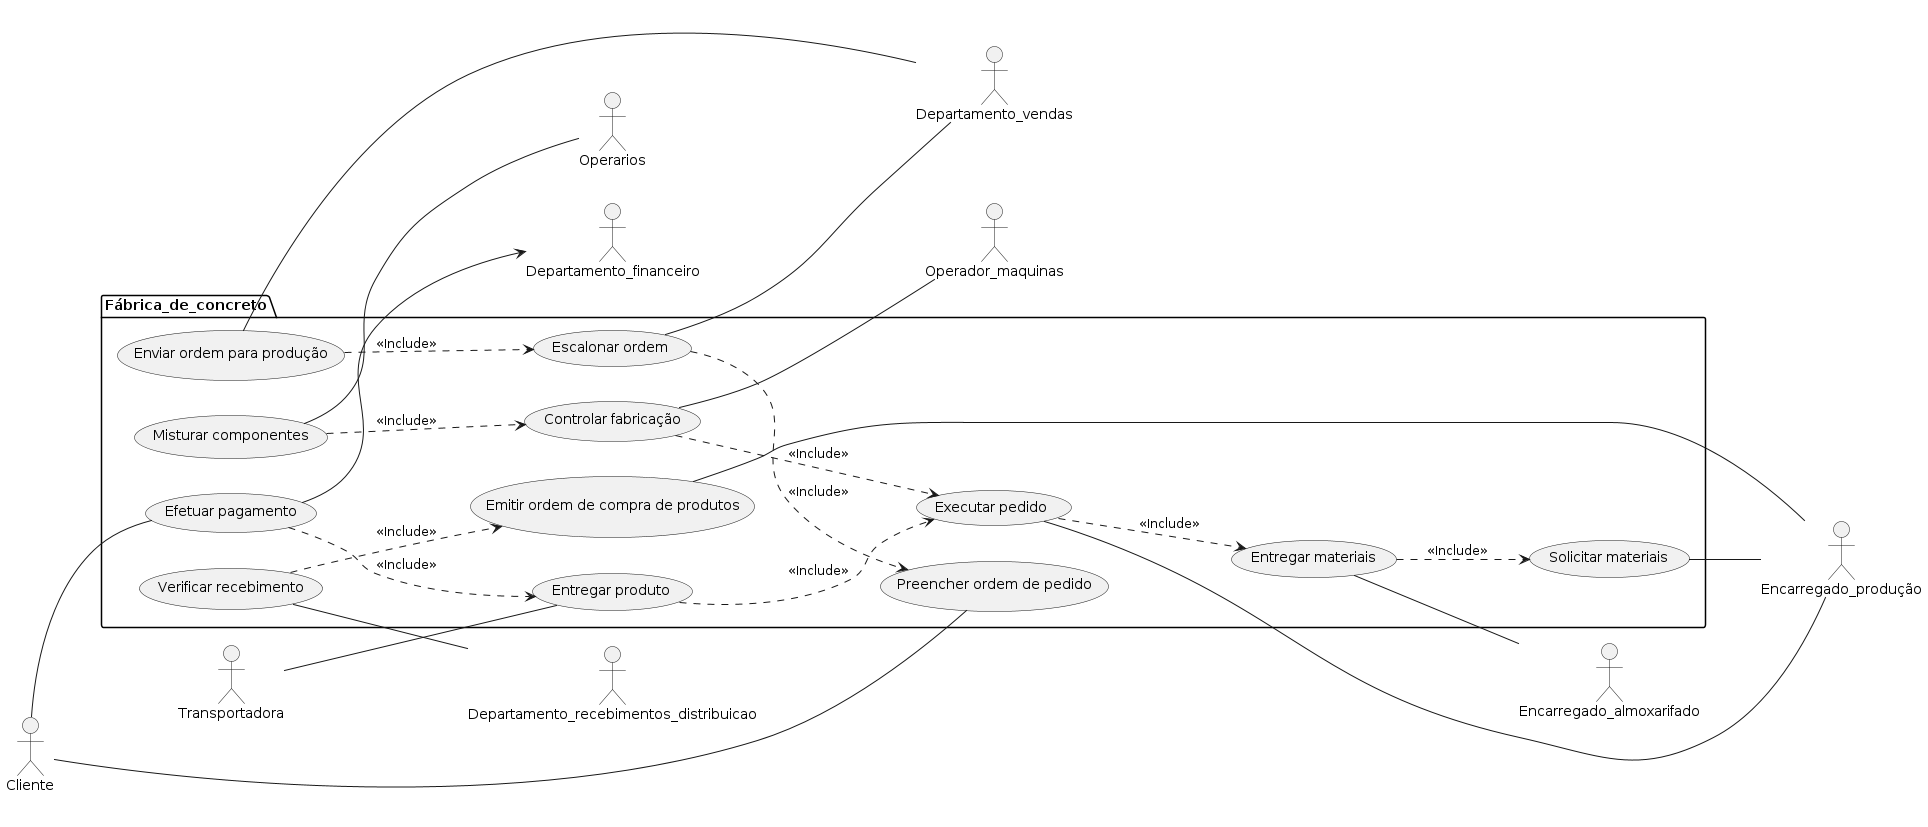 Departamento_vendas
Operarios
Departamento_financeiro
Operador_maquinas
Fábrica_de_concreto
Enviar ordem para produção
«Include»
Escalonar ordem
Misturar componentes
«Include»
Controlar fabricação
«Include»
Efetuar pagamento
Emitir ordem de compra de produtos
«Include»
Executar pedido
«Include»
«Include»
«Include»
Entregar materiais
«Include»
Solicitar materiais
Verificar recebimento
«Include»
Entregar produto
«Include»
Preencher ordem de pedido
Encarregado_produção
Transportadora
Departamento_recebimentos_distribuicao
Encarregado_almoxarifado
Cliente